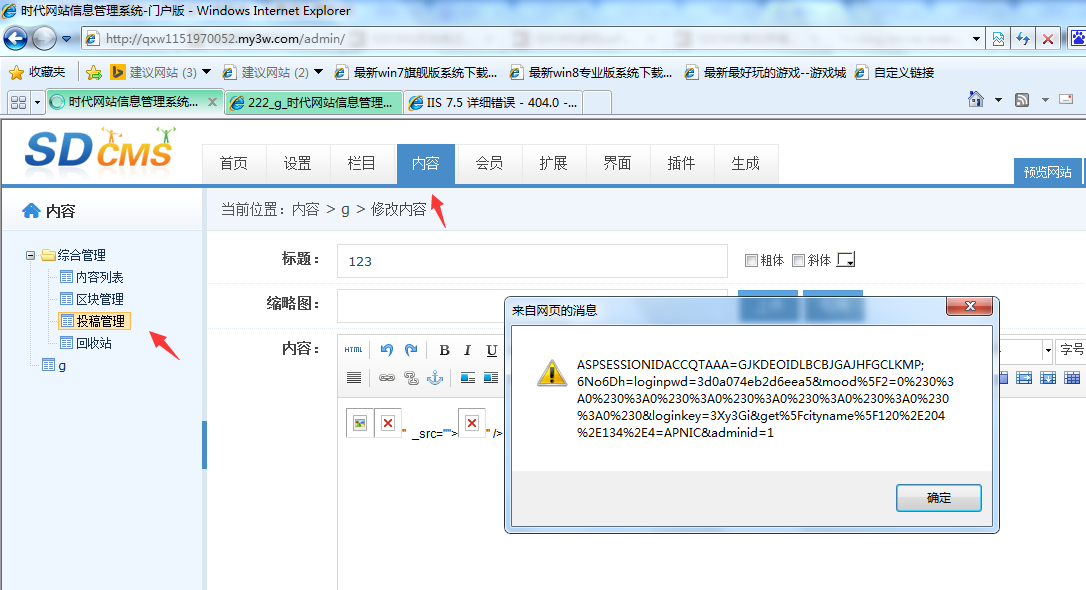 时代网站信息管理系统-门户版 - Windows Internet Explorer
http://qxw1151970052.my3w.com/admin/
收藏夹 建议网站 (3) 建议网站 (2) 最新win7旗舰版系统下载... 最新win8专业版系统下载... 最新最好玩的游戏--游戏城 自定义链接
时代网站信息管理系统... 222_g_时代网站信息管理... IIS 7.5 详细错误 - 404.0 -...
SDCMS
首页 设置 栏目 内容 会员 扩展 界面 插件 生成
预览网站
内容
当前位置：内容 > g > 修改内容
综合管理
内容列表
区块管理
投稿管理
回收站
g
标题： 123 粗体 斜体
缩略图：
内容： HTML B I U 字号
" _src="">" />
来自网页的消息
ASPSESSIONIDACCQTAAA=GJKDEOIDLBCBJGAJHFGCLKMP;
6No6Dh=loginpwd=3d0a074eb2d6eea5&mood%5F2=0%230%3
A0%230%3A0%230%3A0%230%3A0%230%3A0%230%3A0%230
%3A0%230&loginkey=3Xy3Gi&get%5Fcityname%5F120%2E204
%2E134%2E4=APNIC&adminid=1
确定